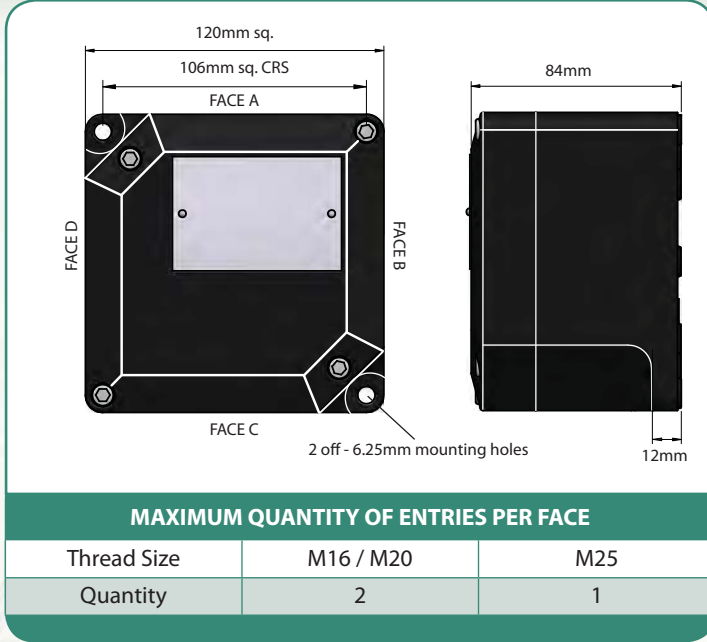 120mm sq.
106mm sq. CRS
84mm
FACE A
FACE D
FACE B
FACE C
2 off - 6.25mm mounting holes
12mm
MAXIMUM QUANTITY OF ENTRIES PER FACE
Thread Size M16 / M20 M25
Quantity 2 1